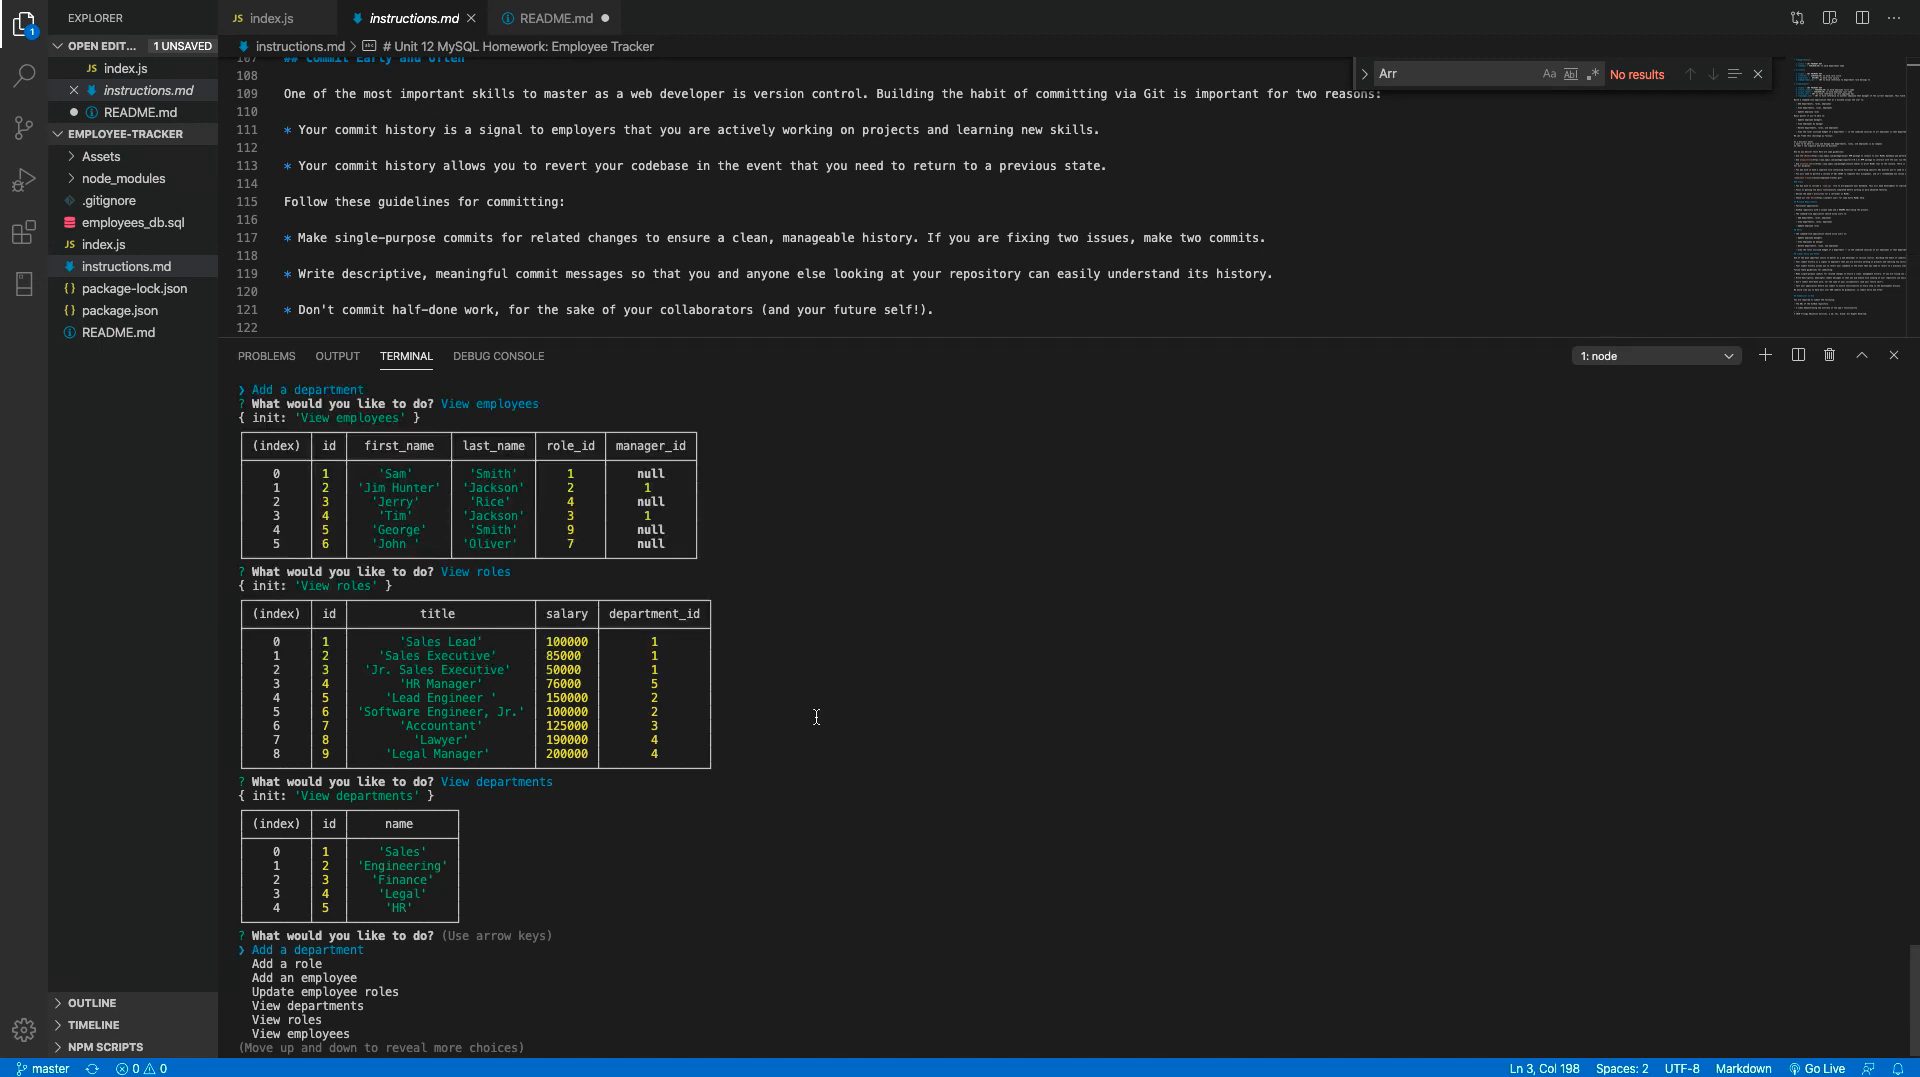 EXPLORER
index.js
instructions.md
README.md
OPEN EDIT... 1 UNSAVED
JS index.js
instructions.md
README.md
EMPLOYEE-TRACKER
Assets
node_modules
.gitignore
employees_db.sql
JS index.js
instructions.md
{} package-lock.json
{} package.json
README.md
OUTLINE
TIMELINE
NPM SCRIPTS
instructions.md > # Unit 12 MySQL Homework: Employee Tracker
Arr Aa Abl .* No results
107 ## Commit Early and Often
108
109 One of the most important skills to master as a web developer is version control. Building the habit of committing via Git is important for two reasons:
110
111 * Your commit history is a signal to employers that you are actively working on projects and learning new skills.
112
113 * Your commit history allows you to revert your codebase in the event that you need to return to a previous state.
114
115 Follow these guidelines for committing:
116
117 * Make single-purpose commits for related changes to ensure a clean, manageable history. If you are fixing two issues, make two commits.
118
119 * Write descriptive, meaningful commit messages so that you and anyone else looking at your repository can easily understand its history.
120
121 * Don't commit half-done work, for the sake of your collaborators (and your future self!).
122
PROBLEMS OUTPUT TERMINAL DEBUG CONSOLE 1: node
❯ Add a department
? What would you like to do? View employees
{ init: 'View employees' }
(index) id first_name last_name role_id manager_id
0 1 'Sam' 'Smith' 1 null
1 2 'Jim Hunter' 'Jackson' 2 1
2 3 'Jerry' 'Rice' 4 null
3 4 'Tim' 'Jackson' 3 1
4 5 'George' 'Smith' 9 null
5 6 'John ' 'Oliver' 7 null
? What would you like to do? View roles
{ init: 'View roles' }
(index) id title salary department_id
0 1 'Sales Lead' 100000 1
1 2 'Sales Executive' 85000 1
2 3 'Jr. Sales Executive' 50000 1
3 4 'HR Manager' 76000 5
4 5 'Lead Engineer ' 150000 2
5 6 'Software Engineer, Jr.' 100000 2
6 7 'Accountant' 125000 3
7 8 'Lawyer' 190000 4
8 9 'Legal Manager' 200000 4
? What would you like to do? View departments
{ init: 'View departments' }
(index) id name
0 1 'Sales'
1 2 'Engineering'
2 3 'Finance'
3 4 'Legal'
4 5 'HR'
? What would you like to do? (Use arrow keys)
❯ Add a department
Add a role
Add an employee
Update employee roles
View departments
View roles
View employees
(Move up and down to reveal more choices)
master 0 0 Ln 3, Col 198 Spaces: 2 UTF-8 Markdown Go Live